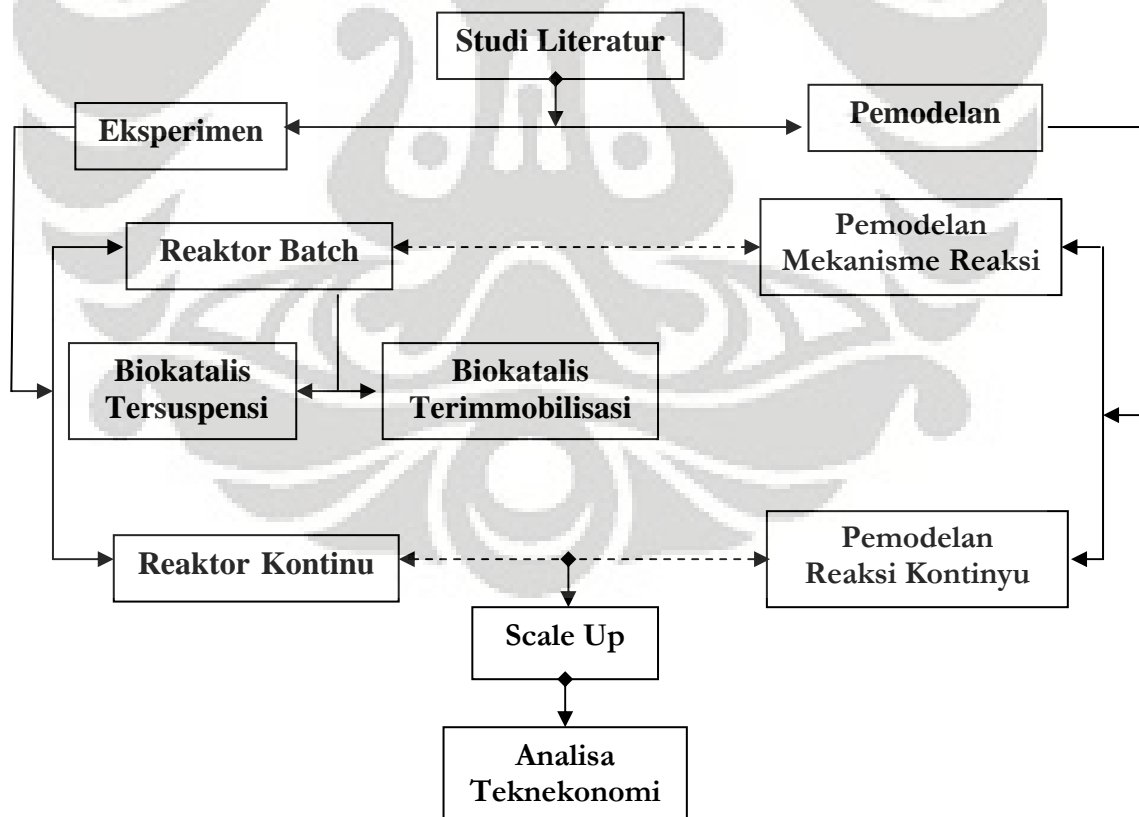 Studi Literatur
Eksperimen
Pemodelan
Reaktor Batch
Pemodelan
Mekanisme Reaksi
Biokatalis
Tersuspensi
Biokatalis
Terimmobilisasi
Reaktor Kontinu
Pemodelan
Reaksi Kontinyu
Scale Up
Analisa
Teknekonomi